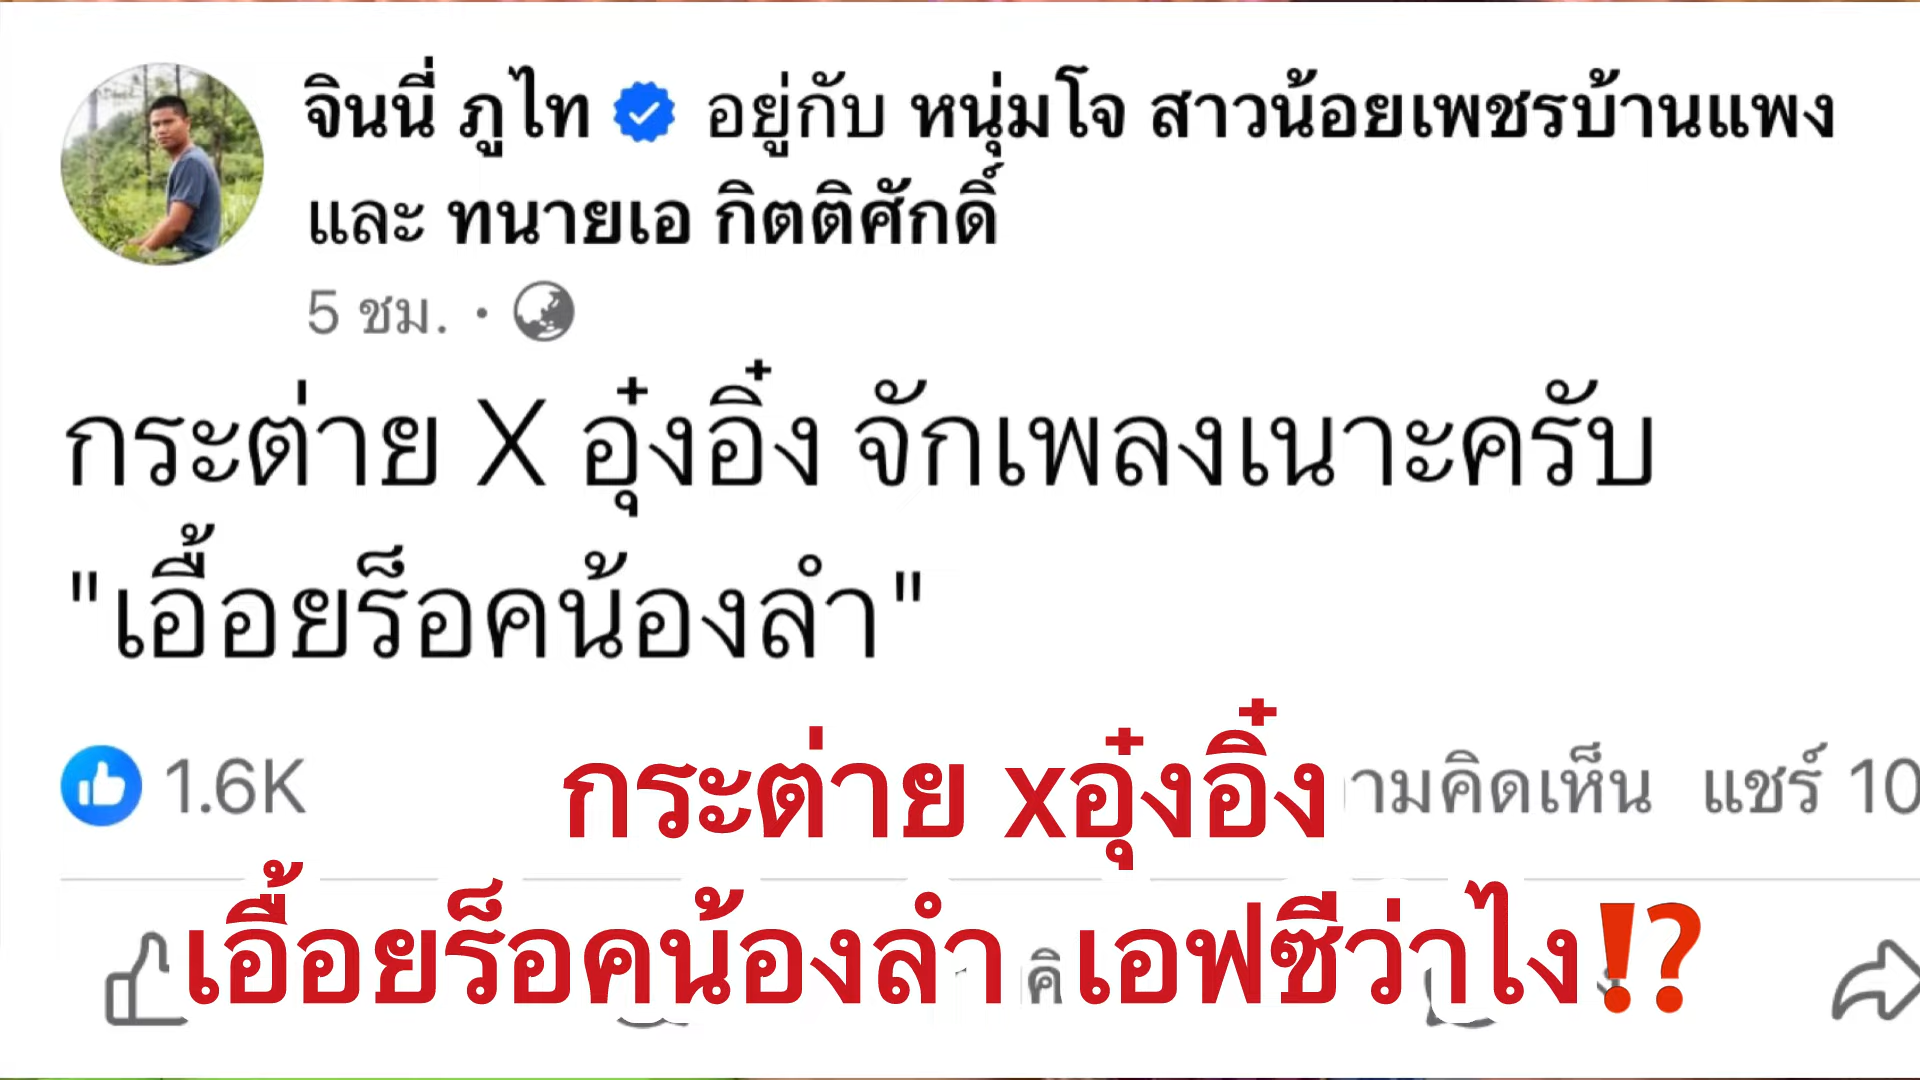 จินนี่ ภูไท อยู่กับ หนุ่มโจ สาวน้อยเพชรบ้านแพง
และ ทนายเอ กิตติศักดิ์
5 ชม. ·
กระต่าย X อุ๋งอิ๋ง จักเพลงเนาะครับ
"เอื้อยร็อคน้องลำ"
1.6K
ามคิดเห็น แชร์ 10
กระต่าย xอุ๋งอิ๋ง
เอื้อยร็อคน้องลำ เอฟซีว่าไง⁉